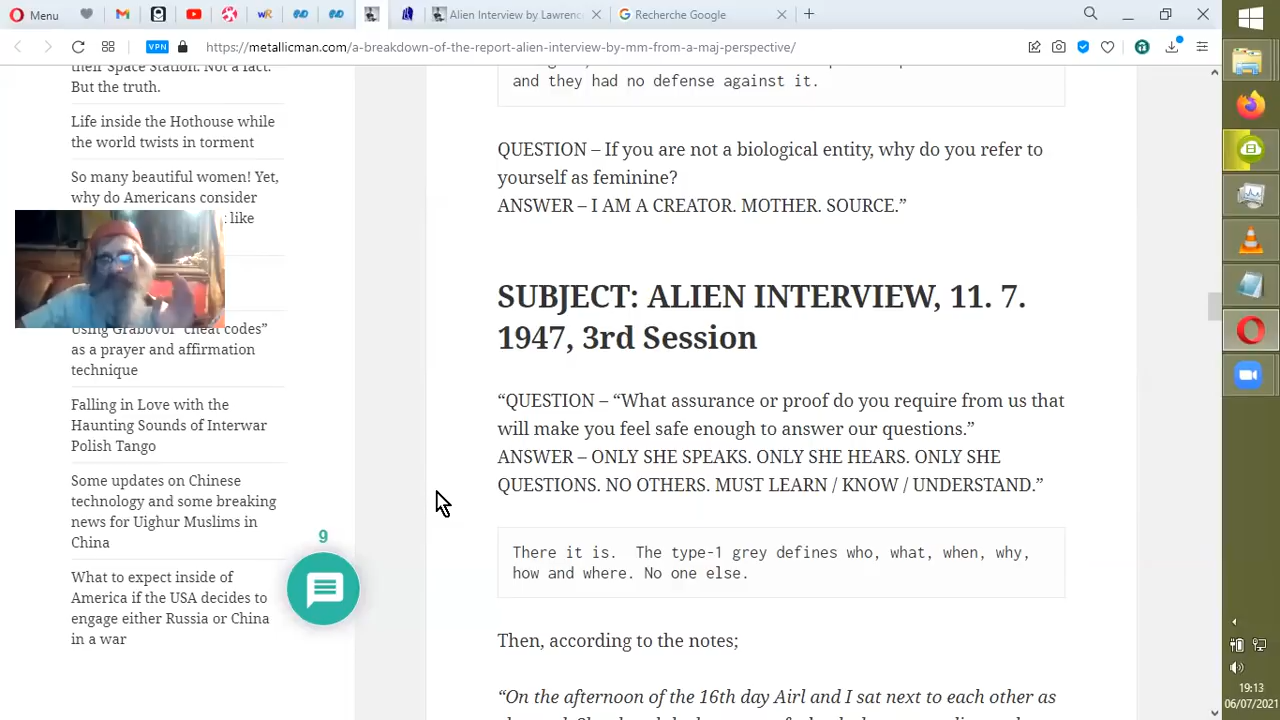 Menu
Alien Interview by Lawrenc
Recherche Google
VPN
https://metallicman.com/a-breakdown-of-the-report-alien-interview-by-mm-from-a-maj-perspective/
their Space Station. Not a fact.
But the truth.
Life inside the Hothouse while
the world twists in torment
So many beautiful women! Yet,
why do Americans consider
like
Using Grabovoi “cheat codes”
as a prayer and affirmation
technique
Falling in Love with the
Haunting Sounds of Interwar
Polish Tango
Some updates on Chinese
technology and some breaking
news for Uighur Muslims in
China
What to expect inside of
America if the USA decides to
engage either Russia or China
in a war
9
and they had no defense against it.
QUESTION – If you are not a biological entity, why do you refer to
yourself as feminine?
ANSWER – I AM A CREATOR. MOTHER. SOURCE.”
SUBJECT: ALIEN INTERVIEW, 11. 7.
1947, 3rd Session
“QUESTION – “What assurance or proof do you require from us that
will make you feel safe enough to answer our questions.”
ANSWER – ONLY SHE SPEAKS. ONLY SHE HEARS. ONLY SHE
QUESTIONS. NO OTHERS. MUST LEARN / KNOW / UNDERSTAND.”
There it is. The type-1 grey defines who, what, when, why,
how and where. No one else.
Then, according to the notes;
“On the afternoon of the 16th day Airl and I sat next to each other as
19:13
06/07/2021